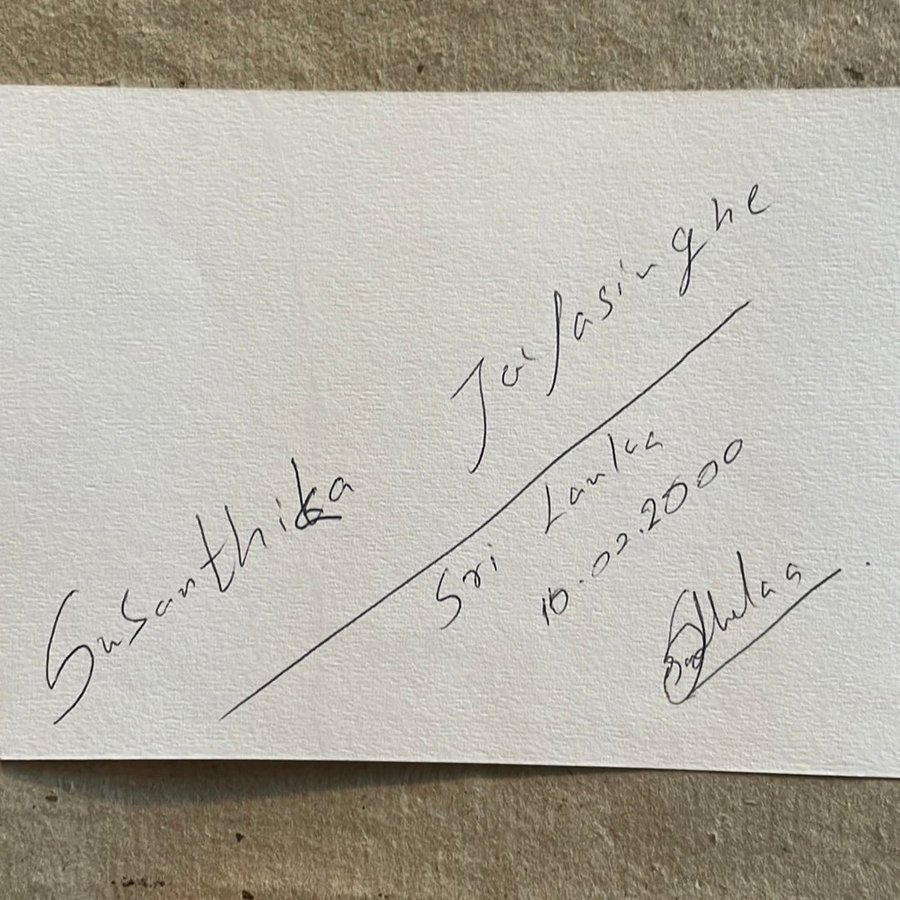 Susanthika Jayasinghe
Sri Lanka
10.02.2000